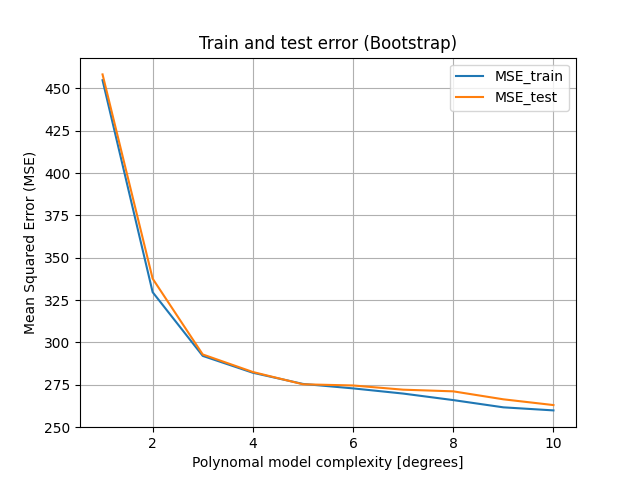 Train and test error (Bootstrap)
MSE_train
MSE_test
Mean Squared Error (MSE)
450
425
400
375
350
325
300
275
250
2 4 6 8 10
Polynomal model complexity [degrees]